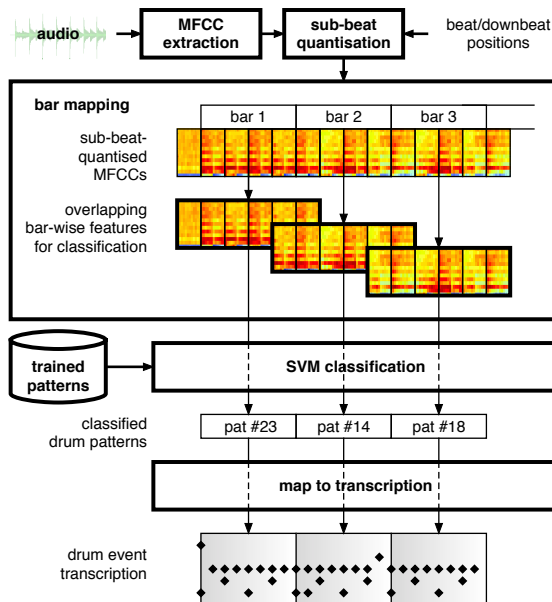 audio
MFCC
extraction
sub-beat
quantisation
beat/downbeat
positions
bar mapping
bar 1
bar 2
bar 3
sub-beat-
quantised
MFCCs
overlapping
bar-wise features
for classification
trained
patterns
SVM classification
classified
drum patterns
pat #23
pat #14
pat #18
map to transcription
drum event
transcription